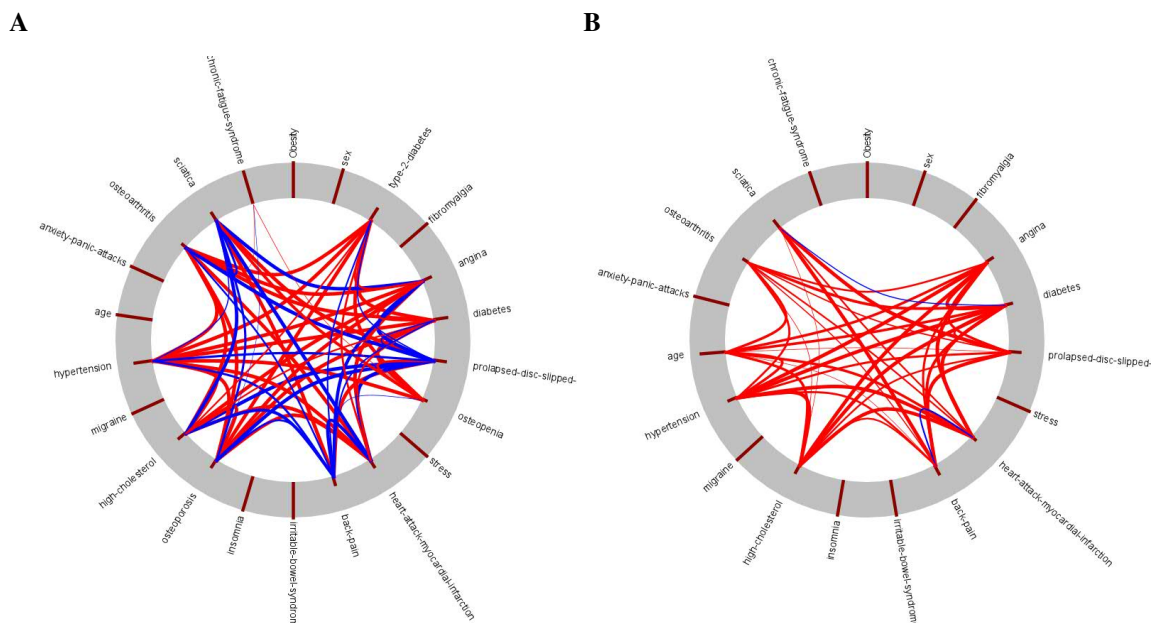 A
B
chronic-fatigue-syndrome
Obesity
sex
type-2-diabetes
fibromyalgia
angina
diabetes
prolapsed-disc-slipped-
osteopenia
stress
heart-attack-myocardial-infarction
back-pain
irritable-bowel-syndrom
insomnia
osteoporosis
high-cholesterol
migraine
hypertension
age
anxiety-panic-attacks
osteoarthritis
sciatica
chronic-fatigue-syndrome
Obesity
sex
fibromyalgia
angina
diabetes
prolapsed-disc-slipped-
stress
heart-attack-myocardial-infarction
back-pain
irritable-bowel-syndrome
insomnia
high-cholesterol
migraine
hypertension
age
anxiety-panic-attacks
osteoarthritis
sciatica